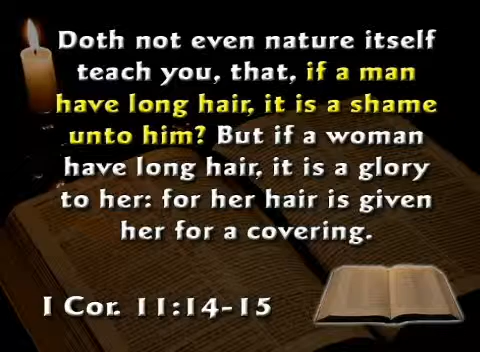 Doth not even nature itself
teach you, that, if a man
have long hair, it is a shame
unto him? But if a woman
have long hair, it is a glory
to her: for her hair is given
her for a covering.
I Cor. 11:14-15